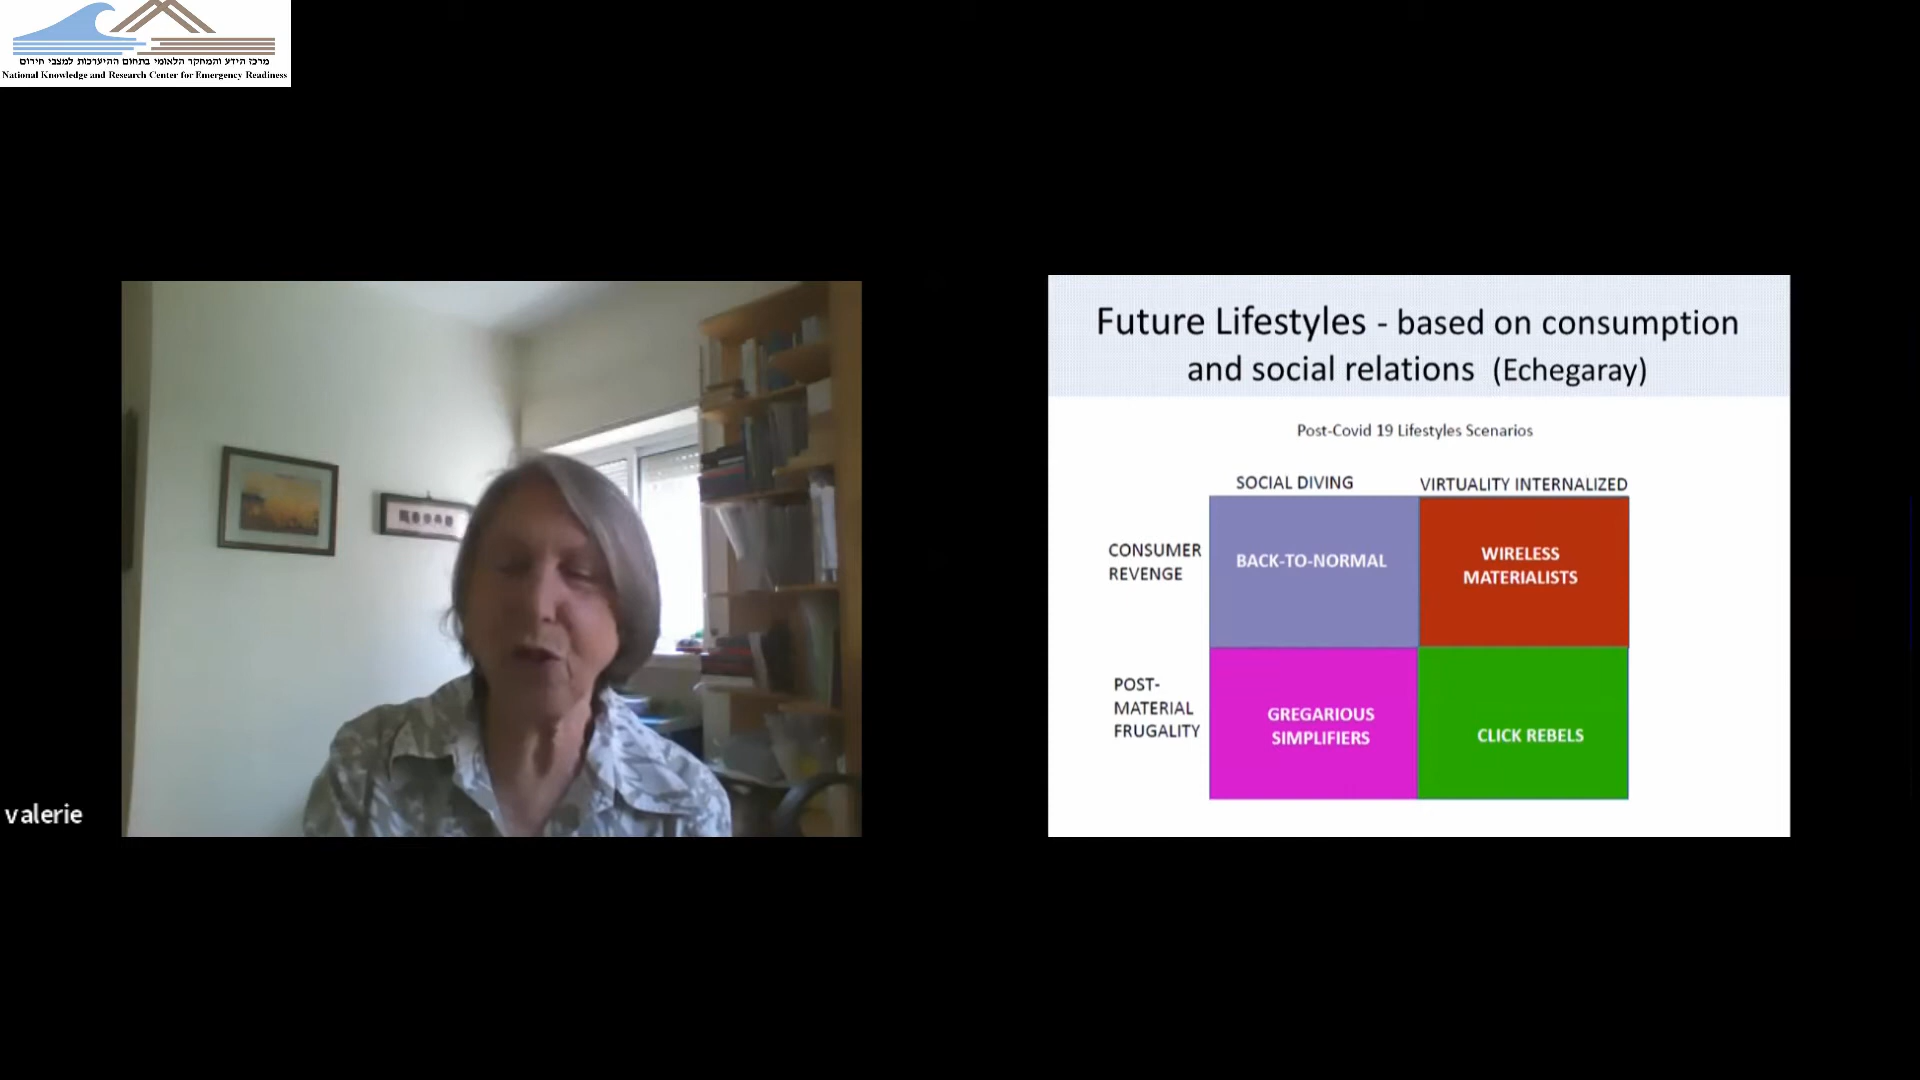 מרכז הידע והמחקר הלאומי בתחום ההיערכות למצבי חירום
National Knowledge and Research Center for Emergency Readiness
valerie
Future Lifestyles - based on consumption
and social relations (Echegaray)
Post-Covid 19 Lifestyles Scenarios
SOCIAL DIVING
VIRTUALITY INTERNALIZED
CONSUMER
REVENGE
BACK-TO-NORMAL
WIRELESS
MATERIALISTS
POST-
MATERIAL
FRUGALITY
GREGARIOUS
SIMPLIFIERS
CLICK REBELS